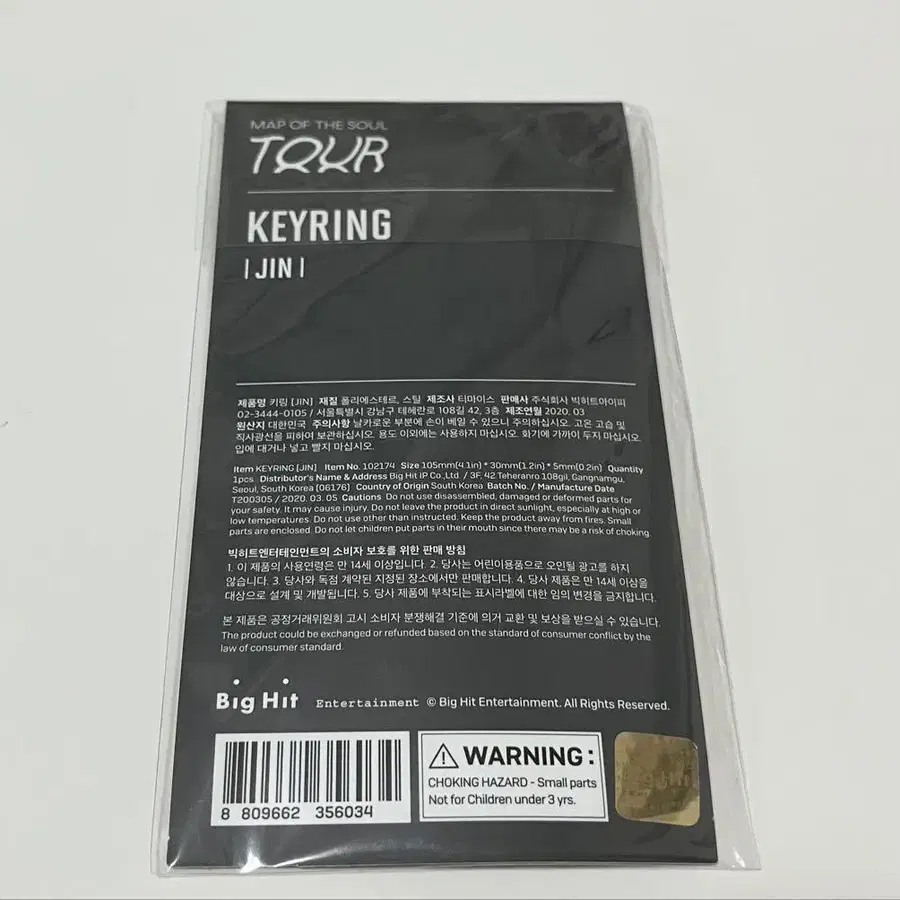 MAP OF THE SOUL
TOUR
KEYRING
| JIN |
제품명 키링 [JIN] 재질 폴리에스테르, 스틸 제조사 티마이스 판매사 주식회사 빅히트아이피
02-3444-0105 / 서울특별시 강남구 테헤란로 108길 42, 3층 제조연월 2020. 03
원산지 대한민국 주의사항 날카로운 부분에 손이 베일 수 있으니 주의하십시오. 고온 고습 및
직사광선을 피하여 보관하십시오. 용도 이외에는 사용하지 마십시오. 화기에 가까이 두지 마십시오.
입에 대거나 넣고 빨지 마십시오.
Item KEYRING [JIN] Item No. 102174 Size 105mm(4.1in) * 30mm(1.2in) * 5mm(0.2in) Quantity
1pcs Distributor's Name & Address Big Hit IP Co.,Ltd. / 3F, 42 Teheranro 108gil, Gangnamgu,
Seoul, South Korea [06176] Country of Origin South Korea Batch No. / Manufacture Date
T200305 / 2020. 03. 05 Cautions Do not use disassembled, damaged or deformed parts for
your safety. It may cause injury. Do not leave the product in direct sunlight, especially at high or
low temperatures. Do not use other than instructed. Keep the product away from fires. Small
parts are enclosed. Do not let children put parts in their mouth since there may be a risk of choking.
빅히트엔터테인먼트의 소비자 보호를 위한 판매 방침
1. 이 제품의 사용연령은 만 14세 이상입니다. 2. 당사는 어린이용품으로 오인될 광고를 하지
않습니다. 3. 당사와 독점 계약된 지정된 장소에서만 판매합니다. 4. 당사 제품은 만 14세 이상을
대상으로 설계 및 개발됩니다. 5. 당사 제품에 부착되는 표시라벨에 대한 임의 변경을 금지합니다.
본 제품은 공정거래위원회 고시 소비자 분쟁해결 기준에 의거 교환 및 보상을 받으실 수 있습니다.
The product could be exchanged or refunded based on the standard of consumer conflict by the
law of consumer standard.
Big Hit Entertainment © Big Hit Entertainment. All Rights Reserved.
8 809662 356034
WARNING :
CHOKING HAZARD - Small parts
Not for Children under 3 yrs.